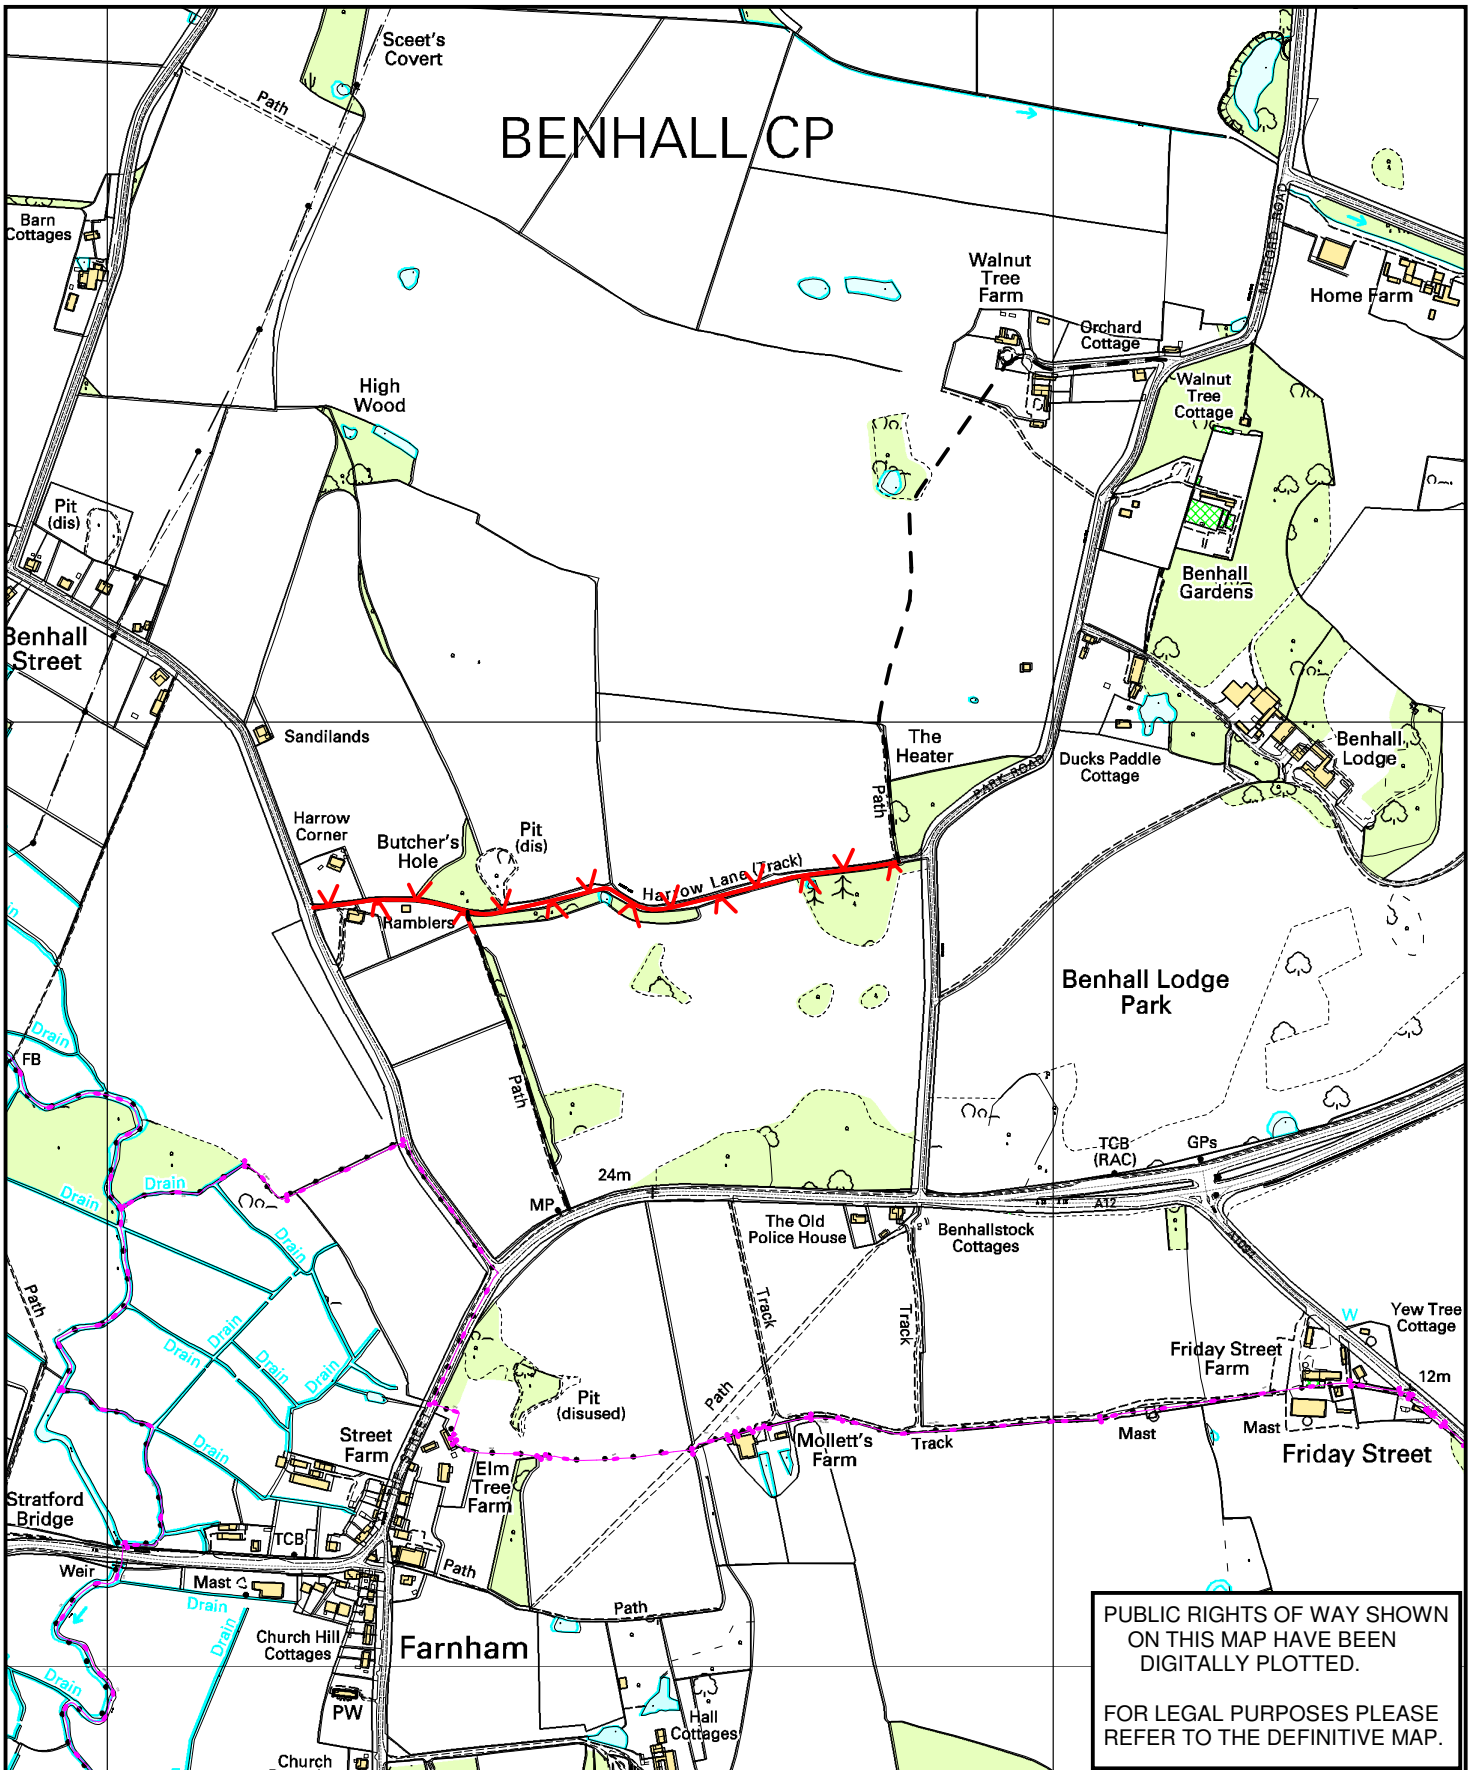 Sceet's
Covert
Path
BENHALL CP
Barn
Cottages
MITFORD ROAD
Home Farm
Walnut
Tree
Farm
Orchard
Cottage
Walnut
Tree
Cottage
High
Wood
Pit
(dis)
Benhall
Gardens
Benhall
Street
Sandilands
The
Heater
PARK ROAD
Ducks Paddle
Cottage
Benhall
Lodge
Path
Harrow
Corner
Butcher's
Hole
Pit
(dis)
Harrow Lane (Track)
Ramblers
Benhall Lodge
Park
Drain
FB
Path
TCB
(RAC)
GPs
24m
MP
A12
Drain
Drain
The Old
Police House
Benhallstock
Cottages
Drain
A1094
Path
Track
Track
Drain
Drain
Drain
Drain
W
Yew Tree
Cottage
Friday Street
Farm
12m
Path
Pit
(disused)
Street
Farm
Mollett's
Farm
Track
Mast
Mast
Friday Street
Drain
Elm
Tree
Farm
Stratford
Bridge
TCB
Weir
Mast
Path
Drain
Path
Drain
Church Hill
Cottages
Farnham
Drain
PW
Hall
Cottages
Church
PUBLIC RIGHTS OF WAY SHOWN
ON THIS MAP HAVE BEEN
DIGITALLY PLOTTED.
FOR LEGAL PURPOSES PLEASE
REFER TO THE DEFINITIVE MAP.